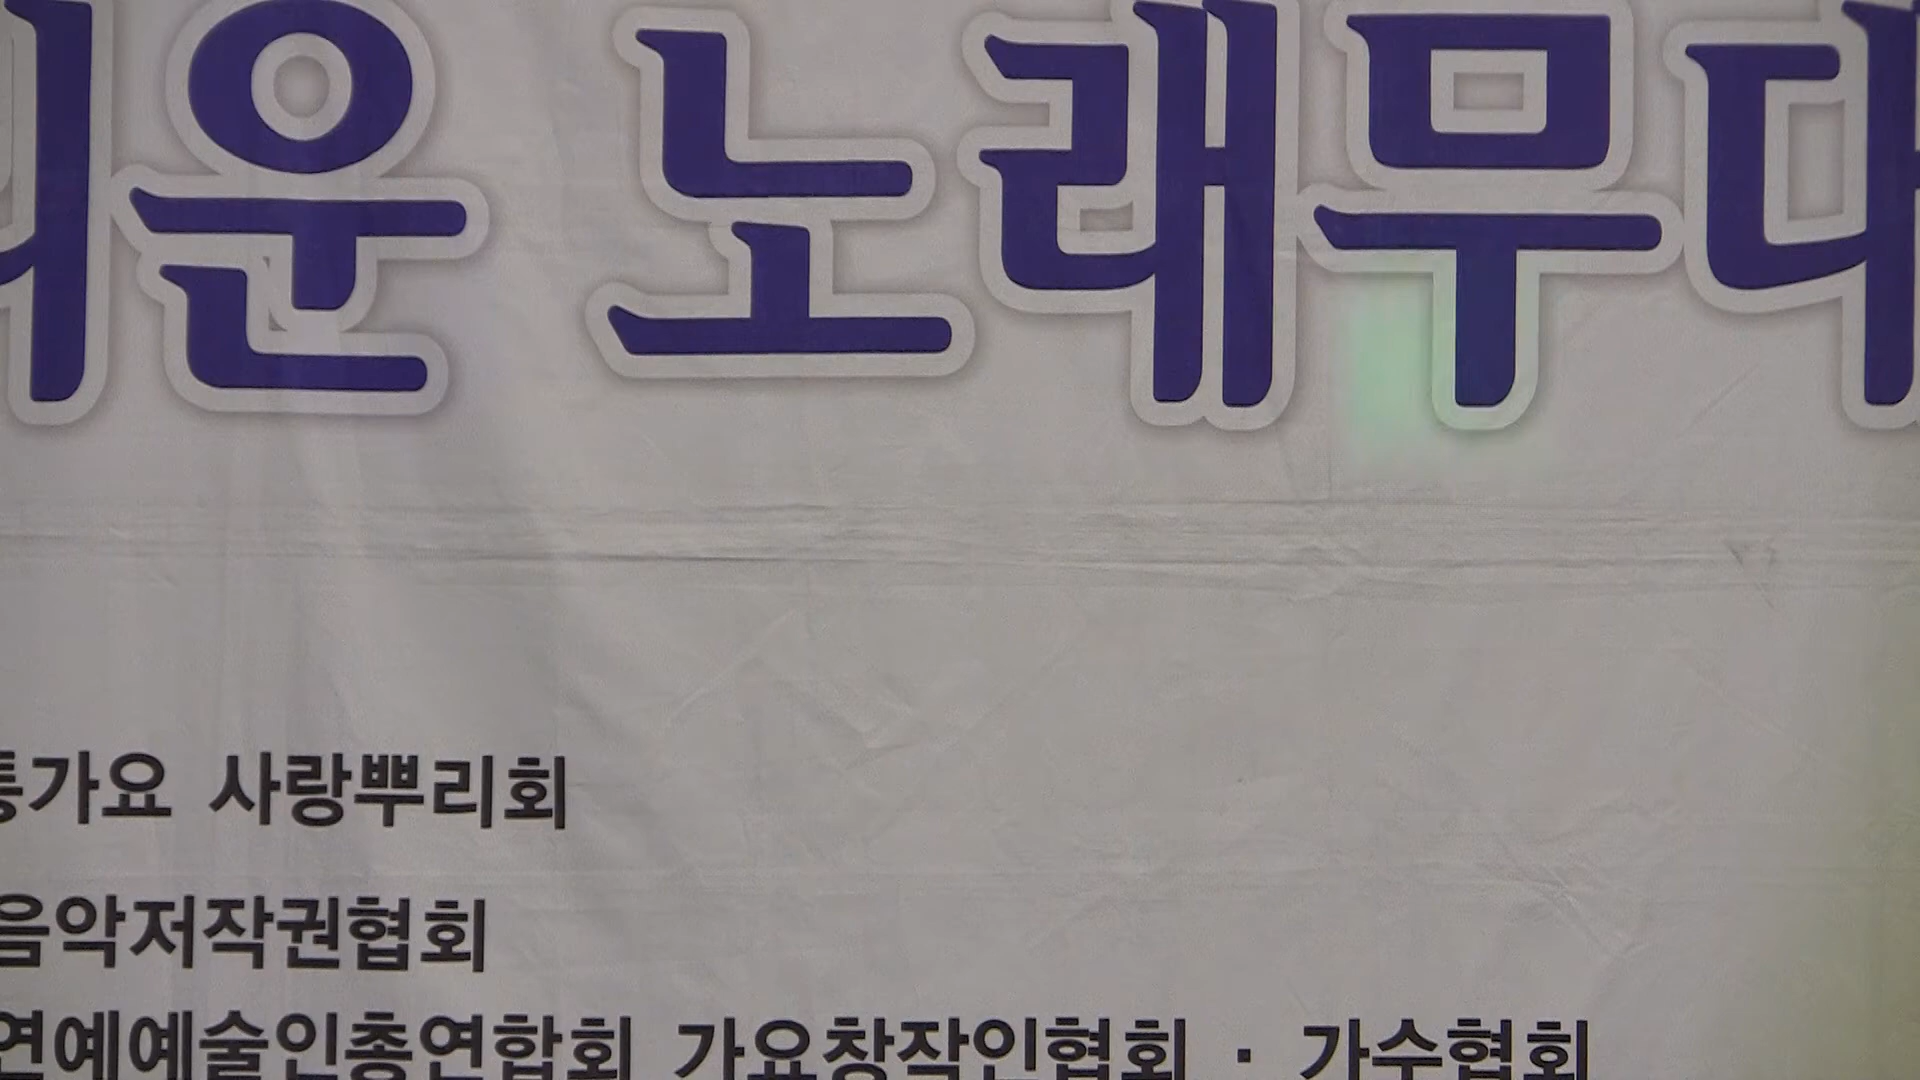 운 노래무대
통가요 사랑뿌리회
음악저작권협회
연예예술인총연합회 가요창작인협회 · 가수협회